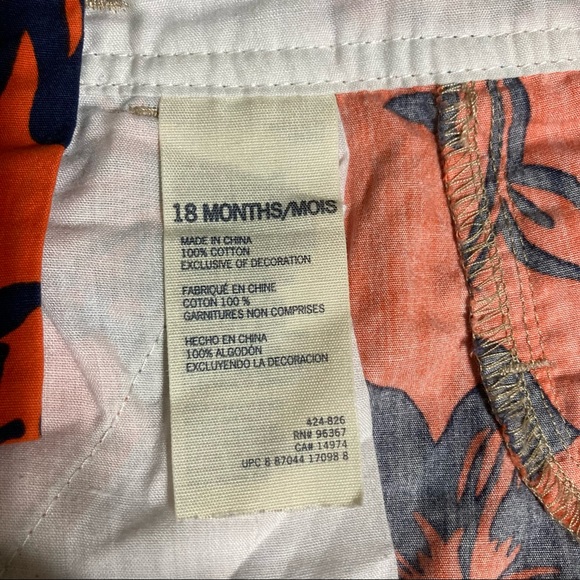 18 MONTHS/MOIS
MADE IN CHINA
100% COTTON
EXCLUSIVE OF DECORATION
FABRIQUÉ EN CHINE
COTON 100 %
GARNITURES NON COMPRISES
HECHO EN CHINA
100% ALGODÓN
EXCLUYENDO LA DECORACION
424-826
RN# 96367
CA# 14974
UPC 8 87044 17098 8